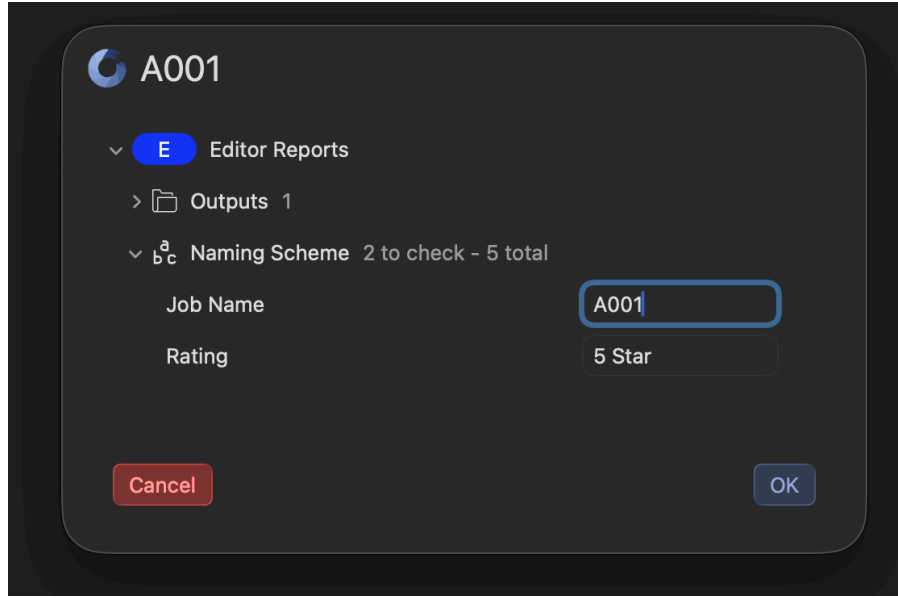 A001
E Editor Reports
Outputs 1
abc Naming Scheme 2 to check - 5 total
Job Name A001
Rating 5 Star
Cancel OK